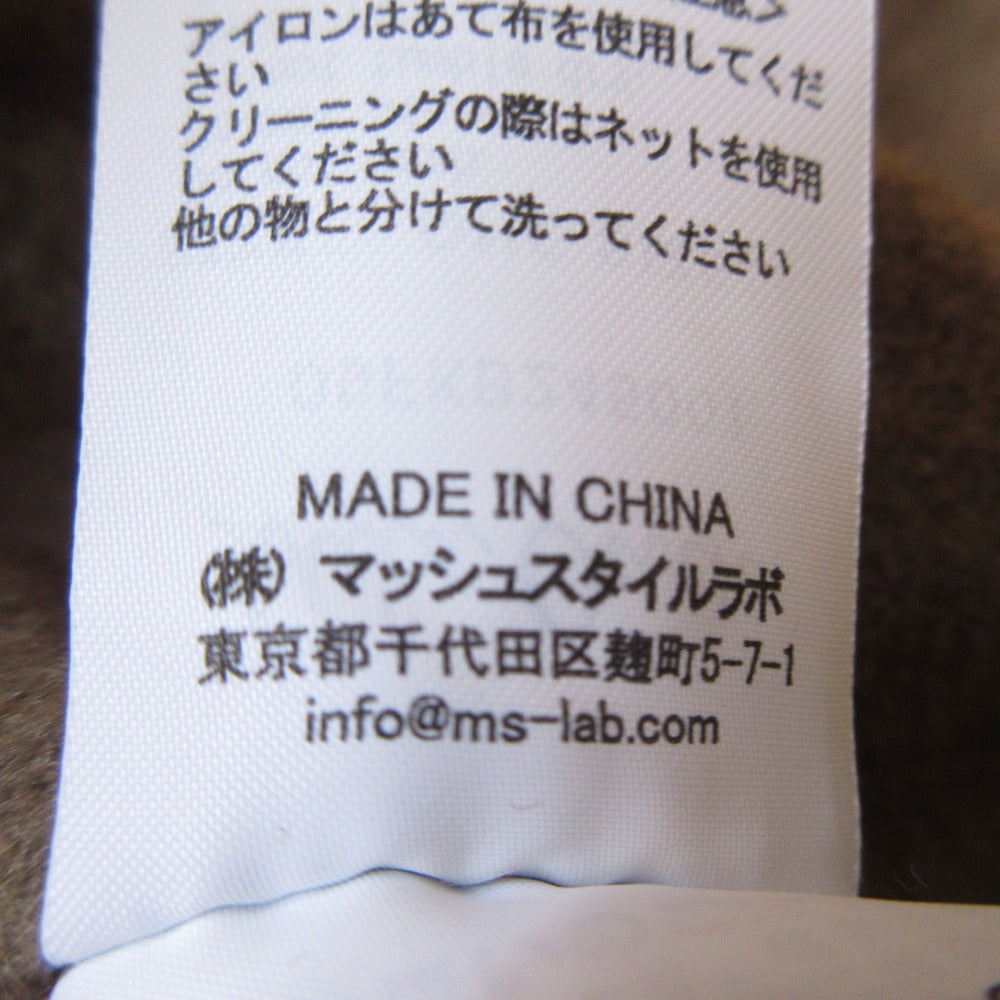 アイロンはあて布を使用してくだ
さい
クリーニングの際はネットを使用
してください
他の物と分けて洗ってください
MADE IN CHINA
(株) マッシュスタイルラボ
東京都千代田区麹町5-7-1
info@ms-lab.com